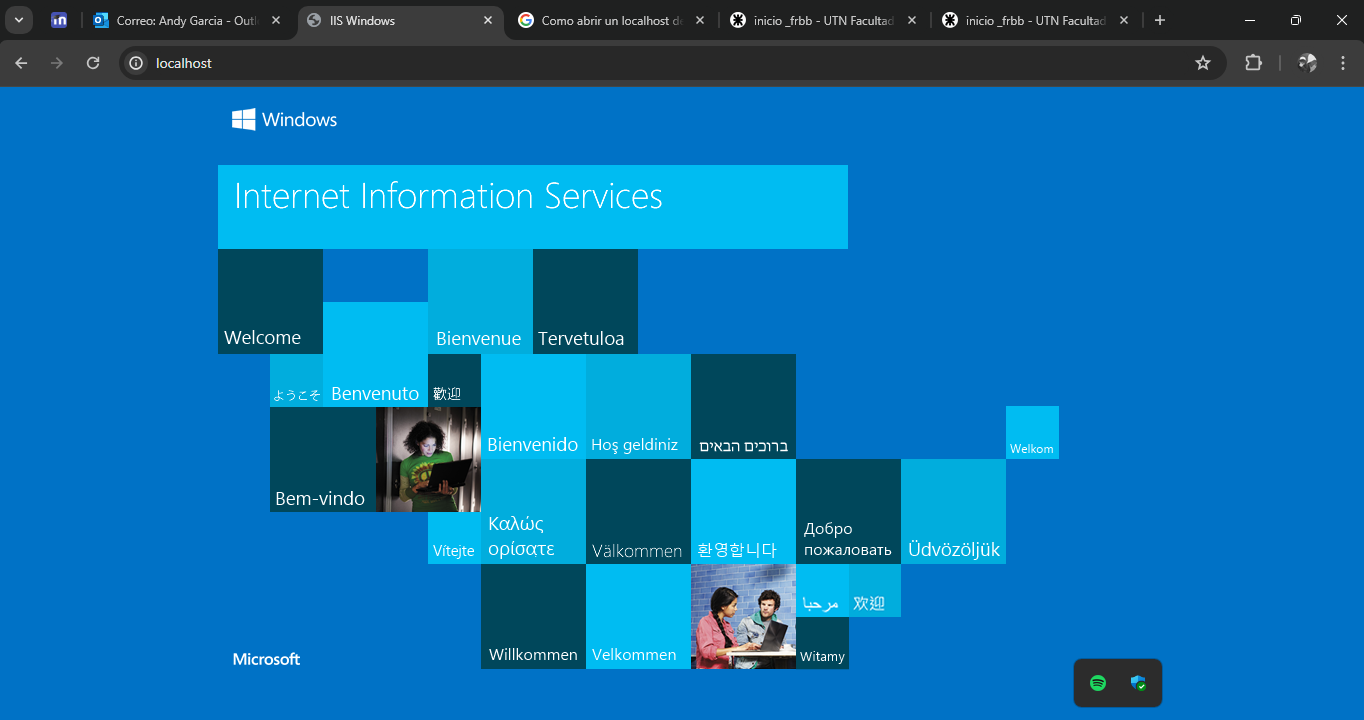 Correo: Andy Garcia - Outl
IIS Windows
Como abrir un localhost de
inicio _frbb - UTN Facultad
inicio _frbb - UTN Facultad
localhost
Windows
Internet Information Services
Welcome
Bienvenue
Tervetuloa
ようこそ
Benvenuto
歡迎
Bienvenido
Hoş geldiniz
ברוכים הבאים
Welkom
Bem-vindo
Vítejte
Καλώς
ορίσατε
Välkommen
환영합니다
Добро
пожаловать
Üdvözöljük
مرحبا
欢迎
Willkommen
Velkommen
Witamy
Microsoft